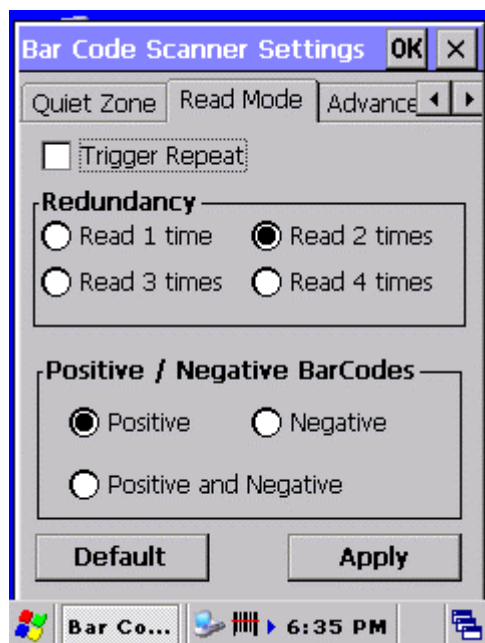 Bar Code Scanner Settings OK ×
Quiet Zone Read Mode Advance
Trigger Repeat
Redundancy
Read 1 time Read 2 times
Read 3 times Read 4 times
Positive / Negative BarCodes
Positive Negative
Positive and Negative
Default Apply
Bar Co... 6:35 PM